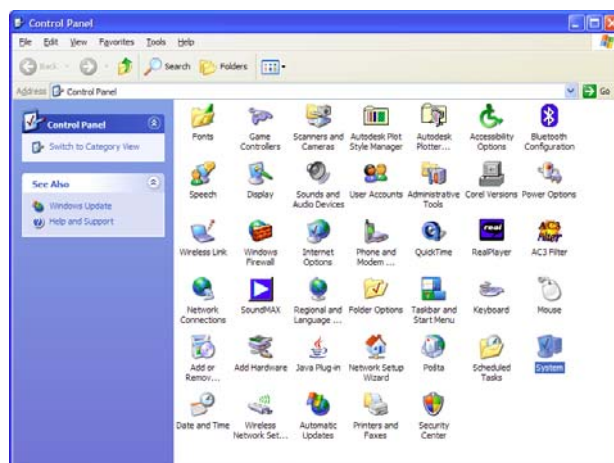 Control Panel
File Edit View Favorites Tools Help
Back Search Folders
Address Control Panel Go
Control Panel
Switch to Category View
See Also
Windows Update
Help and Support
Fonts
Game
Controllers
Scanners and
Cameras
Autodesk Plot
Style Manager
Autodesk
Plotter...
Accessibility
Options
Bluetooth
Configuration
Speech
Display
Sounds and
Audio Devices
User Accounts
Administrative
Tools
Corel Versions
Power Options
Wireless Link
Windows
Firewall
Internet
Options
Phone and
Modem ...
QuickTime
real
RealPlayer
AC3
Filter
AC3 Filter
Network
Connections
SoundMAX
Regional and
Language ...
Folder Options
Taskbar and
Start Menu
Keyboard
Mouse
Add or
Remov...
Add Hardware
Java Plug-in
Network Setup
Wizard
Pošta
Scheduled
Tasks
System
Date and Time
Wireless
Network Set...
Automatic
Updates
Printers and
Faxes
Security
Center